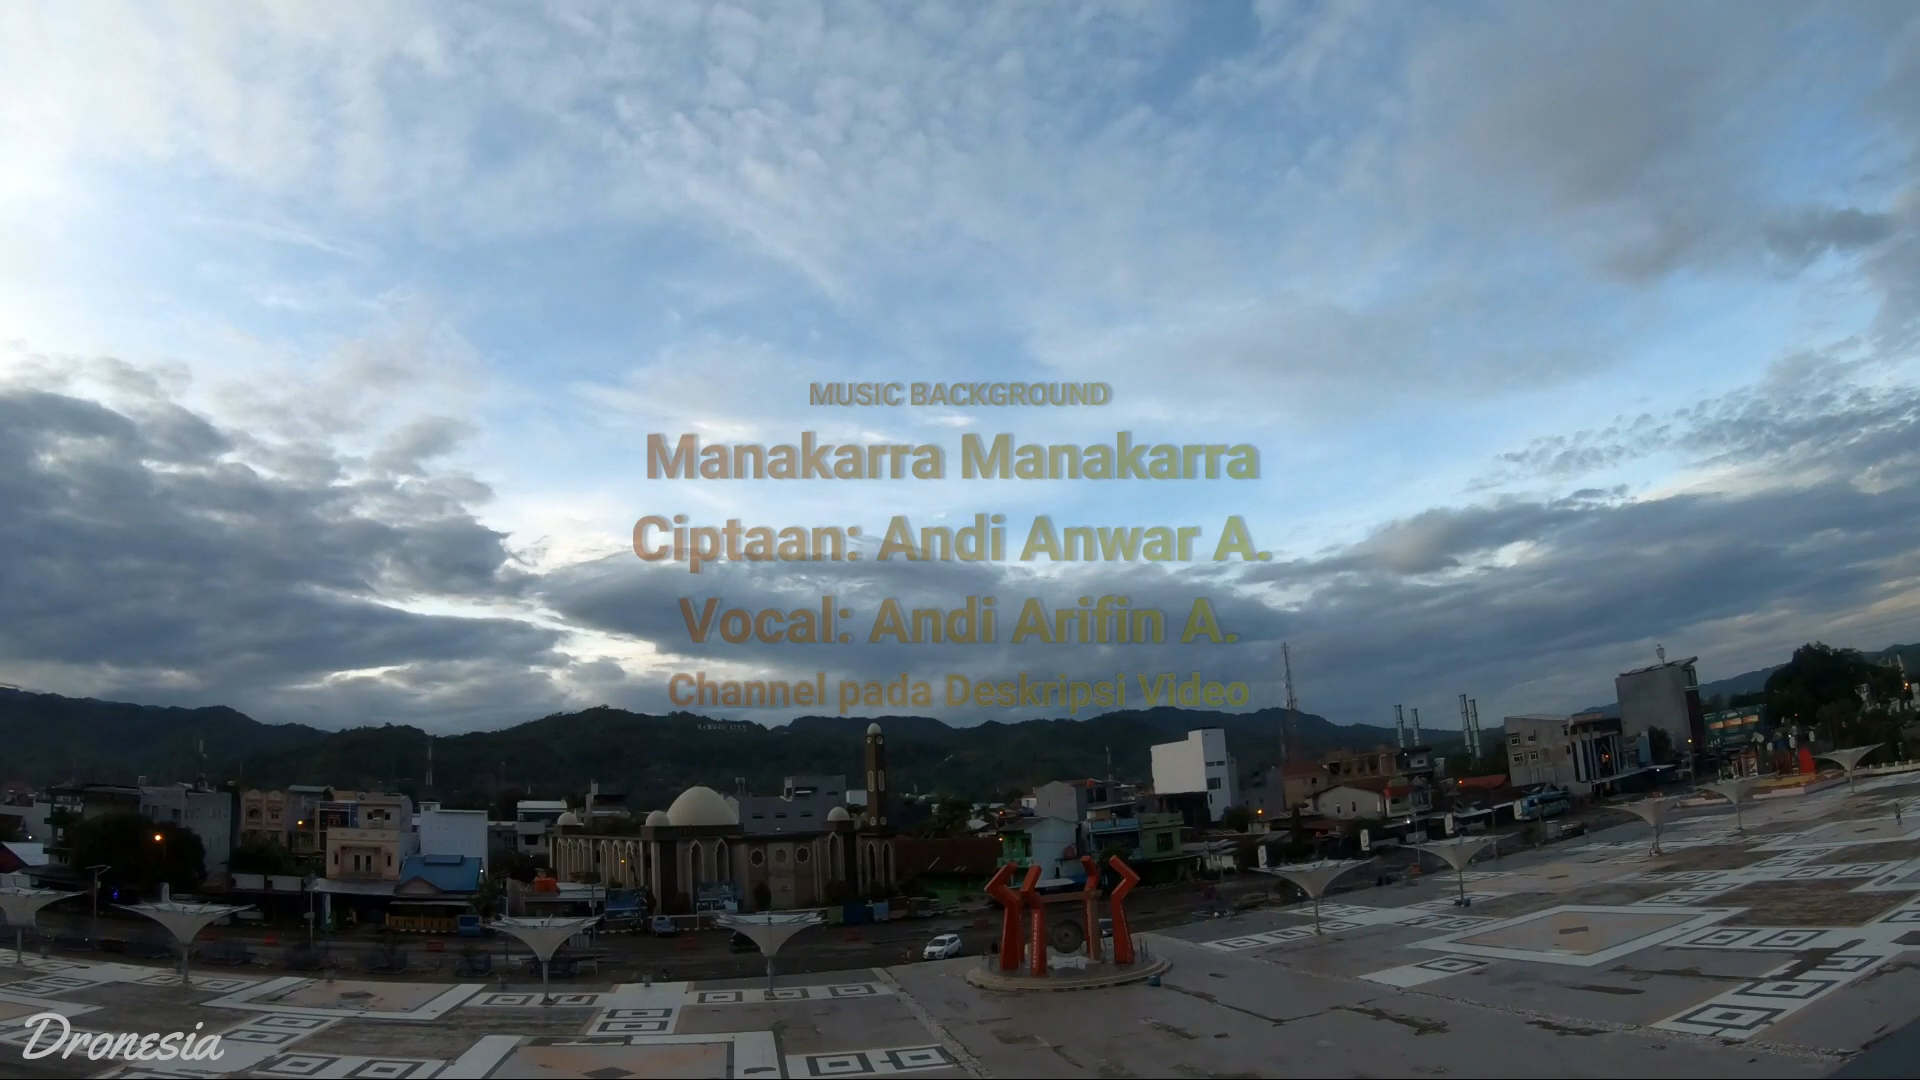 MUSIC BACKGROUND
Manakarra Manakarra
Ciptaan: Andi Anwar A.
Vocal: Andi Arifin A.
Channel pada Deskripsi Video
Dronesia